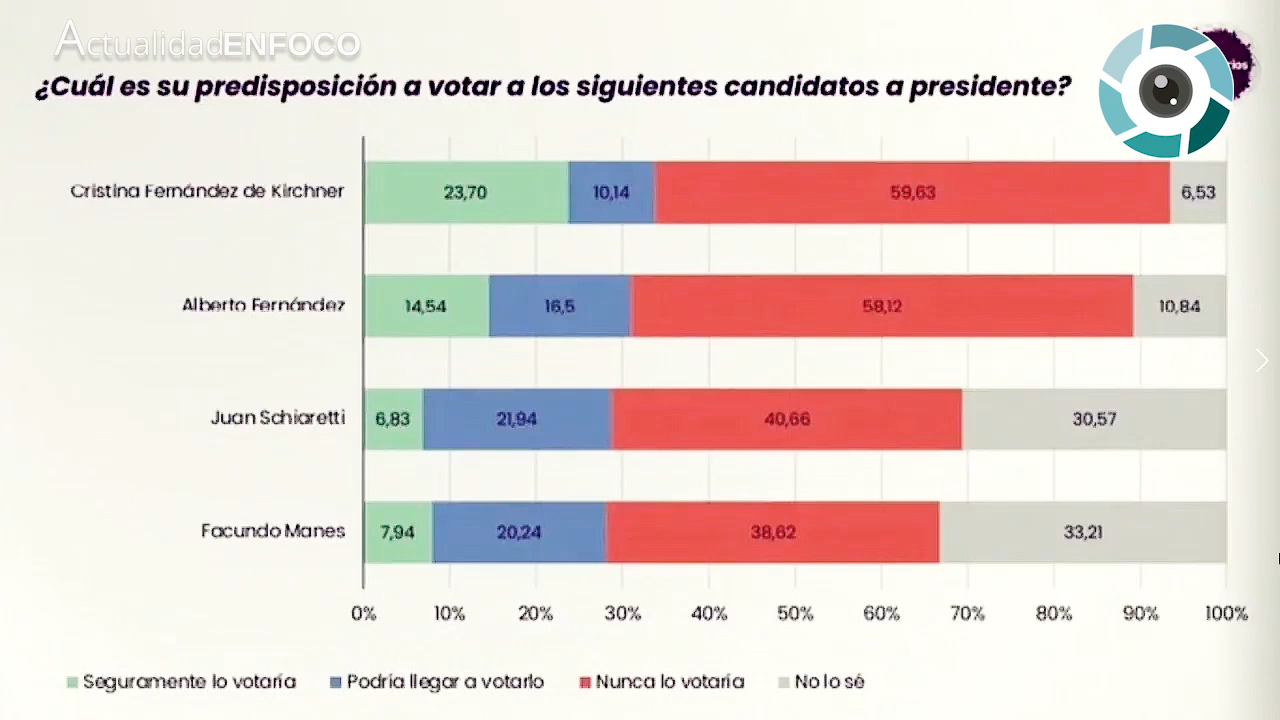 ActualidadENFOCO
¿Cuál es su predisposición a votar a los siguientes candidatos a presidente?
Cristina Fernández de Kirchner 23,70 10,14 59,63 6,53
Alberto Fernández 14,54 16,5 58,12 10,84
Juan Schiaretti 6,83 21,94 40,66 30,57
Facundo Manes 7,94 20,24 38,62 33,21
0% 10% 20% 30% 40% 50% 60% 70% 80% 90% 100%
Seguramente lo votaría Podría llegar a votarlo Nunca lo votaría No lo sé